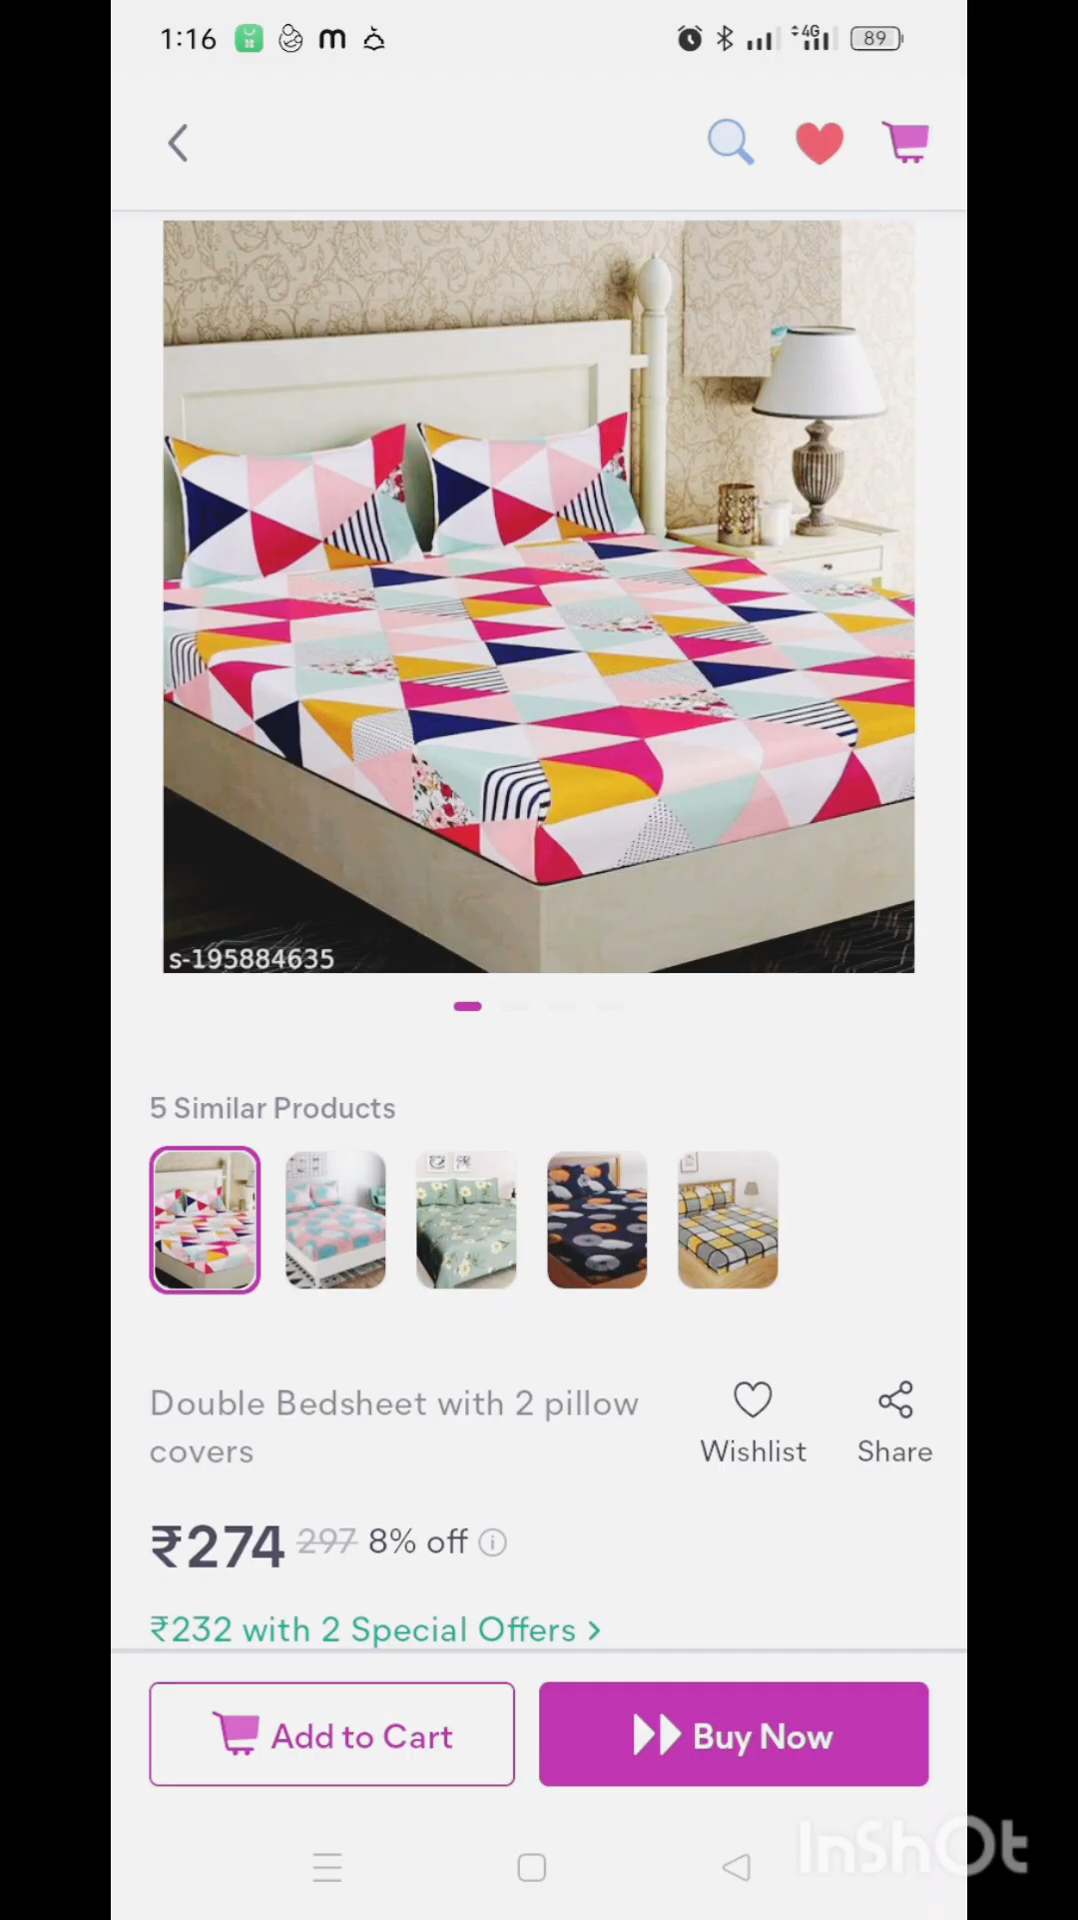 1:16 m 4G 89
s-195884635
5 Similar Products
Double Bedsheet with 2 pillow
covers
Wishlist
Share
₹274 297 8% off
₹232 with 2 Special Offers >
Add to Cart
Buy Now
InShOt